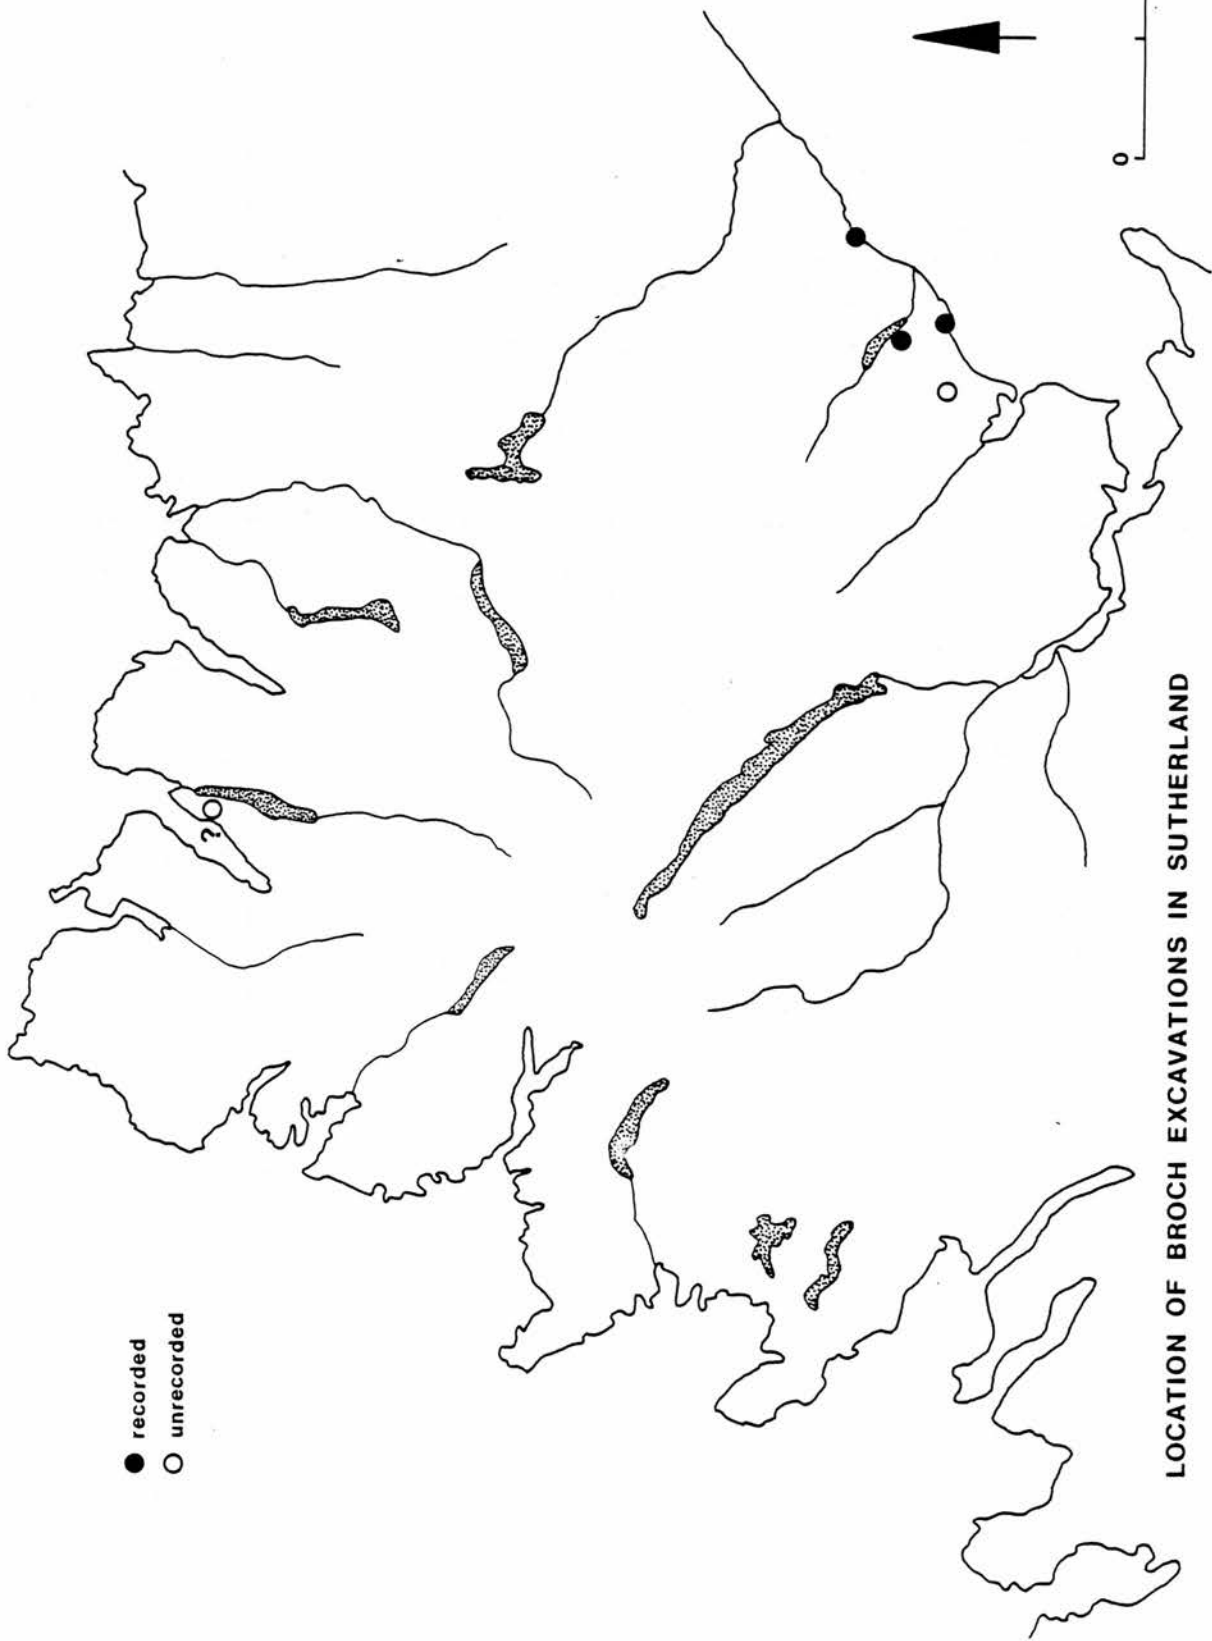 ● recorded
○ unrecorded
?
0
LOCATION OF BROCH EXCAVATIONS IN SUTHERLAND